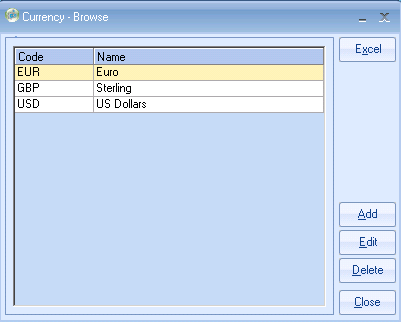 Currency - Browse
Excel
Code Name
EUR Euro
GBP Sterling
USD US Dollars
Add
Edit
Delete
Close